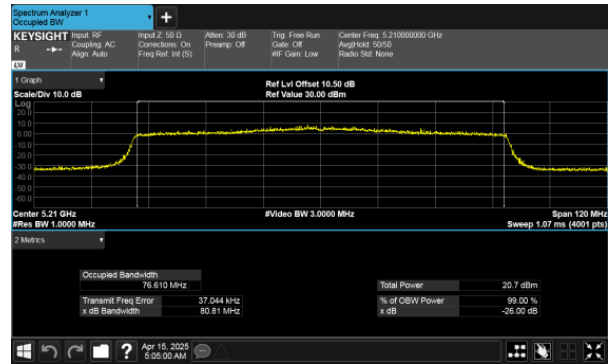 Spectrum Analyzer 1
Occupied BW
+
KEYSIGHT Input: RF Input Z: 50 Ω Atten: 30 dB Trig: Free Run Center Freq: 5.210000000 GHz
R Coupling: AC Corrections: On Preamp: Off Gate: Off Avg|Hold: 50/50
Align: Auto Freq Ref: Int (S) #IF Gain: Low Radio Std: None
LXI
1 Graph
Ref Lvl Offset 10.50 dB
Scale/Div 10.0 dB Ref Value 30.00 dBm
Log
20.0
10.0
0.00
-10.0
-20.0
-30.0
-40.0
-50.0
-60.0
Center 5.21 GHz #Video BW 3.0000 MHz Span 120 MHz
#Res BW 1.0000 MHz Sweep 1.07 ms (4001 pts)
2 Metrics
Occupied Bandwidth
76.610 MHz Total Power 20.7 dBm
Transmit Freq Error 37.044 kHz % of OBW Power 99.00 %
x dB Bandwidth 80.81 MHz x dB -26.00 dB
? Apr 15, 2025
5:05:00 AM